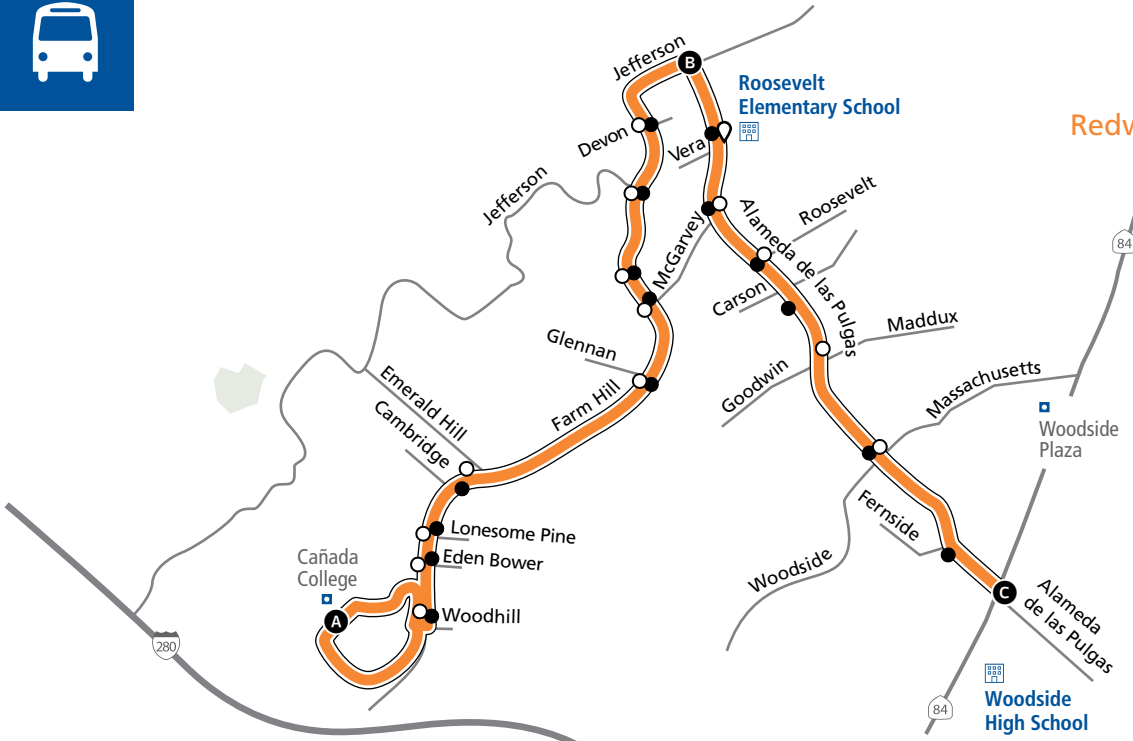 Jefferson
B
Roosevelt
Elementary School
Redw
Devon
Vera
Jefferson
Roosevelt
Alameda de las Pulgas
McGarvey
84
Carson
Maddux
Glennan
Goodwin
Massachusetts
Emerald Hill
Cambridge
Farm Hill
Woodside
Plaza
Fernside
Lonesome Pine
Eden Bower
Cañada
College
Woodside
A
Woodhill
C
Alameda
de las Pulgas
280
84
Woodside
High School